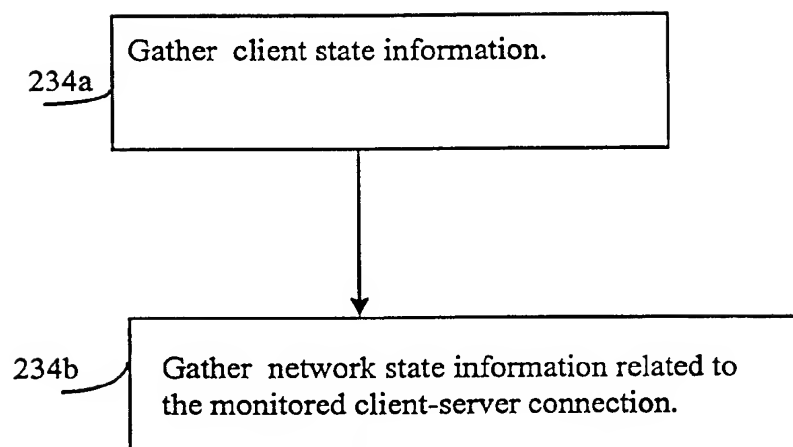 Gather client state information.
234a
234b
Gather network state information related to
the monitored client-server connection.